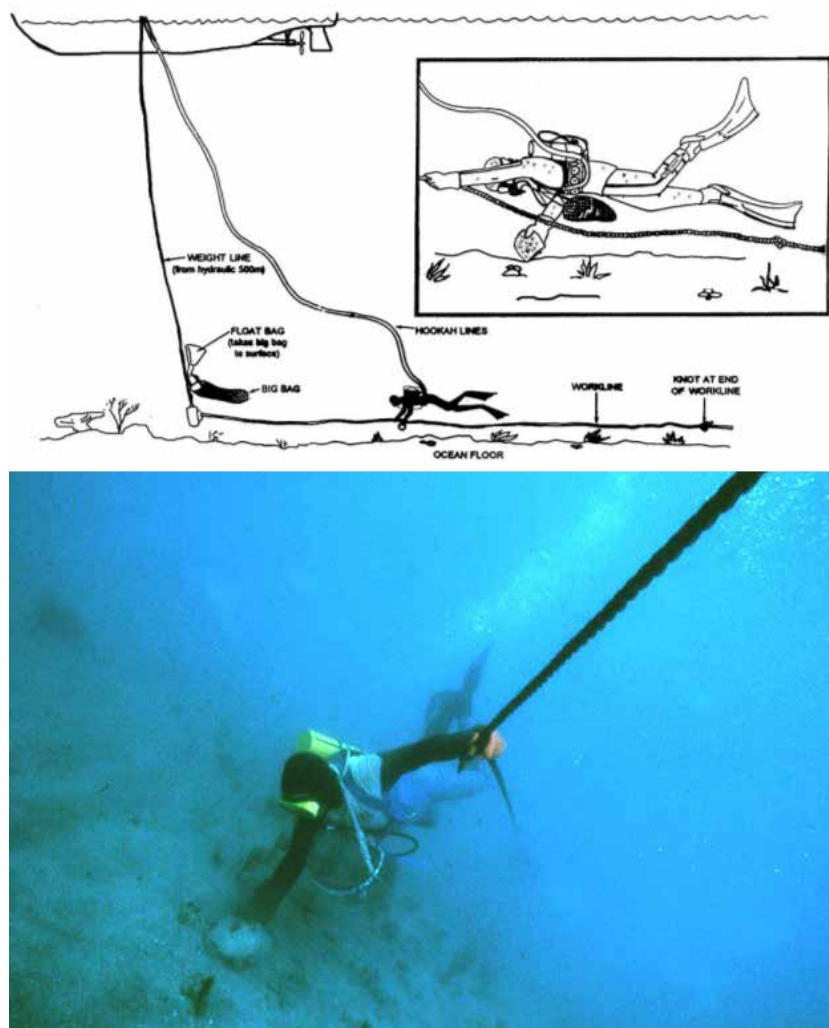 WEIGHT LINE
(from hydraulic 500m)
FLOAT BAG
(takes big bag
to surface)
BIG BAG
HOOKAH LINES
WORKLINE
KNOT AT END
OF WORKLINE
OCEAN FLOOR